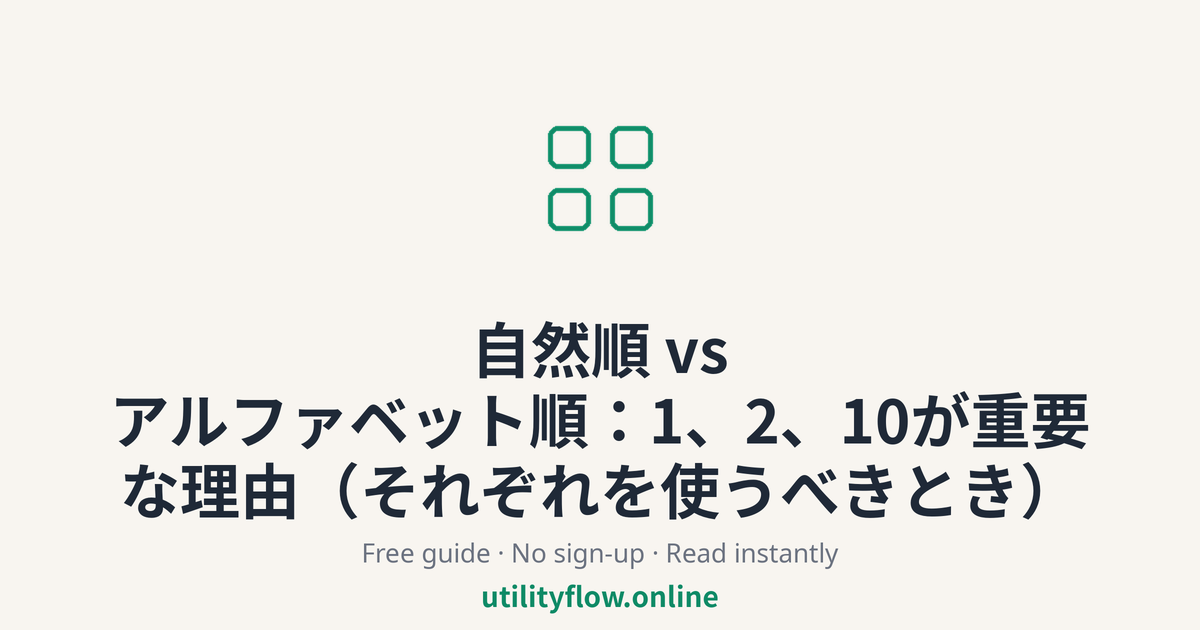 自然順 vs
アルファベット順：1、2、10が重要
な理由（それぞれを使うべきとき）
Free guide · No sign-up · Read instantly
utilityflow.online